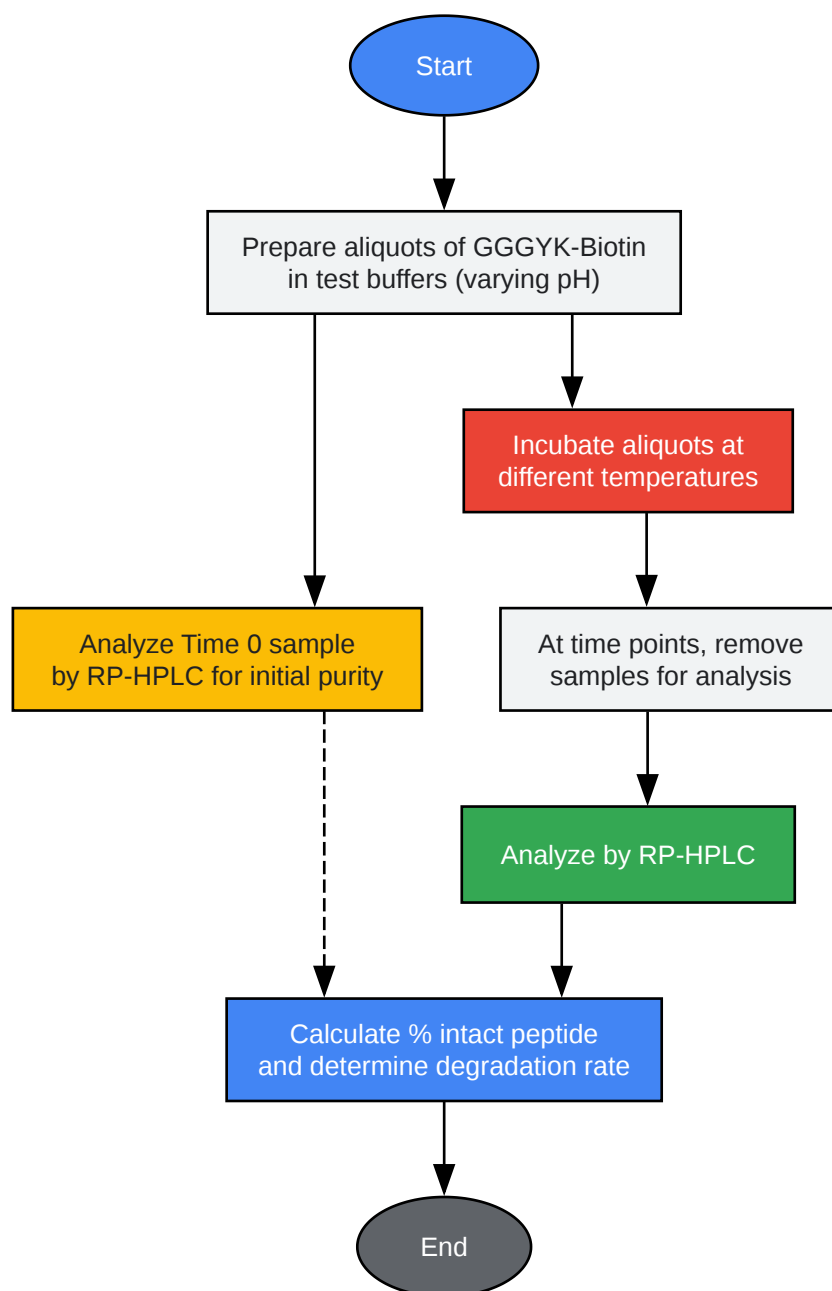 Start
Prepare aliquots of GGGYK-Biotin
in test buffers (varying pH)
Incubate aliquots at
different temperatures
Analyze Time 0 sample
by RP-HPLC for initial purity
At time points, remove
samples for analysis
Analyze by RP-HPLC
Calculate % intact peptide
and determine degradation rate
End